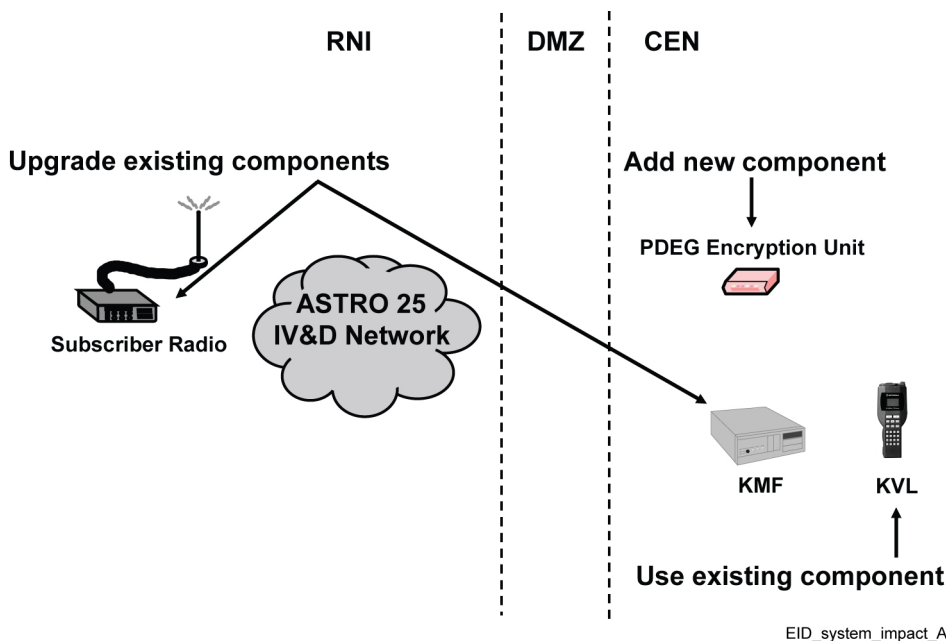 RNI
DMZ
CEN
Upgrade existing components
Add new component
PDEG Encryption Unit
ASTRO 25
IV&D Network
Subscriber Radio
KMF
KVL
Use existing component
EID_system_impact_A